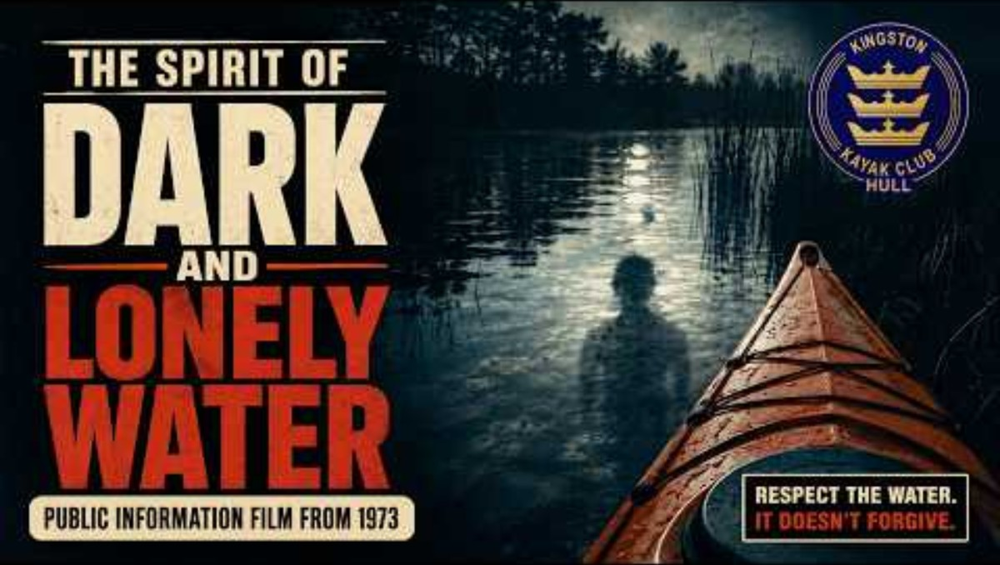 THE SPIRIT OF
DARK
AND
LONELY
WATER
PUBLIC INFORMATION FILM FROM 1973
KINGSTON
KAYAK CLUB
HULL
RESPECT THE WATER.
IT DOESN'T FORGIVE.